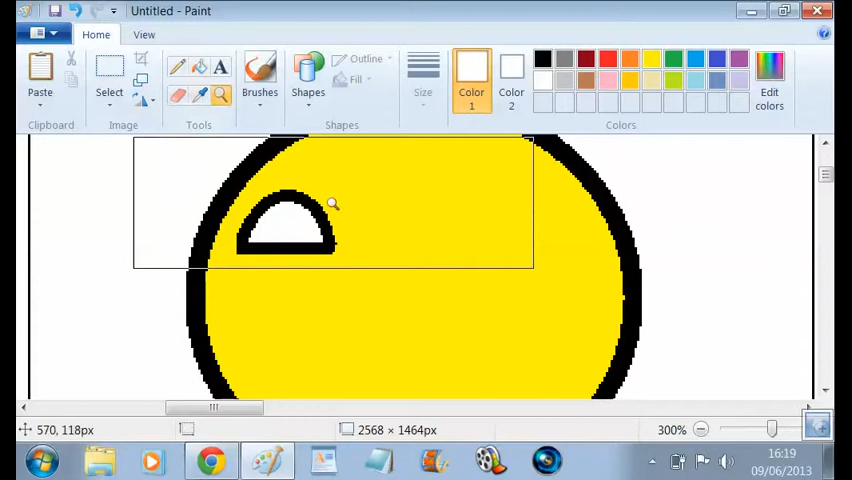 Untitled - Paint
Home View
Paste
Select
Brushes
Shapes
Outline
Fill
Size
Color 1
Color 2
Edit colors
Clipboard Image Tools Shapes Colors
570, 118px 2568 × 1464px 300%
16:19
09/06/2013